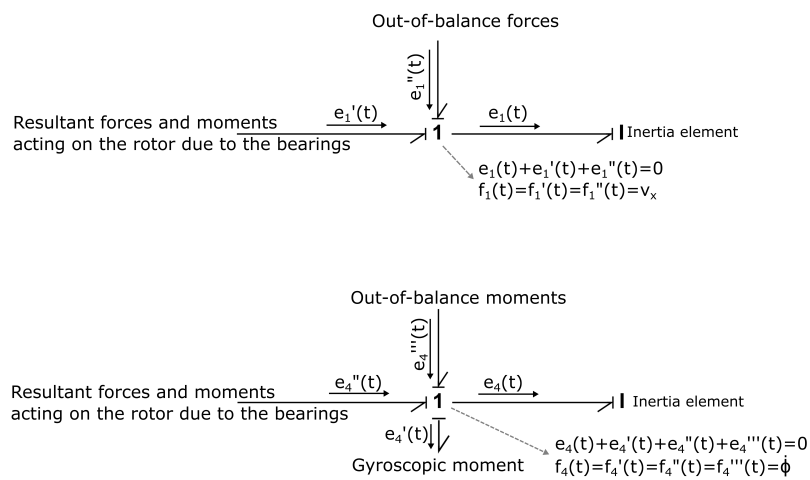 Out-of-balance forces
e₁"(t)
e₁'(t)
e₁(t)
Resultant forces and moments
acting on the rotor due to the bearings
1
I Inertia element
e₁(t)+e₁'(t)+e₁"(t)=0
f₁(t)=f₁'(t)=f₁"(t)=vₓ
Out-of-balance moments
e₄'''(t)
e₄"(t)
e₄(t)
Resultant forces and moments
acting on the rotor due to the bearings
1
I Inertia element
e₄'(t)
Gyroscopic moment
e₄(t)+e₄'(t)+e₄"(t)+e₄'''(t)=0
f₄(t)=f₄'(t)=f₄"(t)=f₄'''(t)=ϕ̇